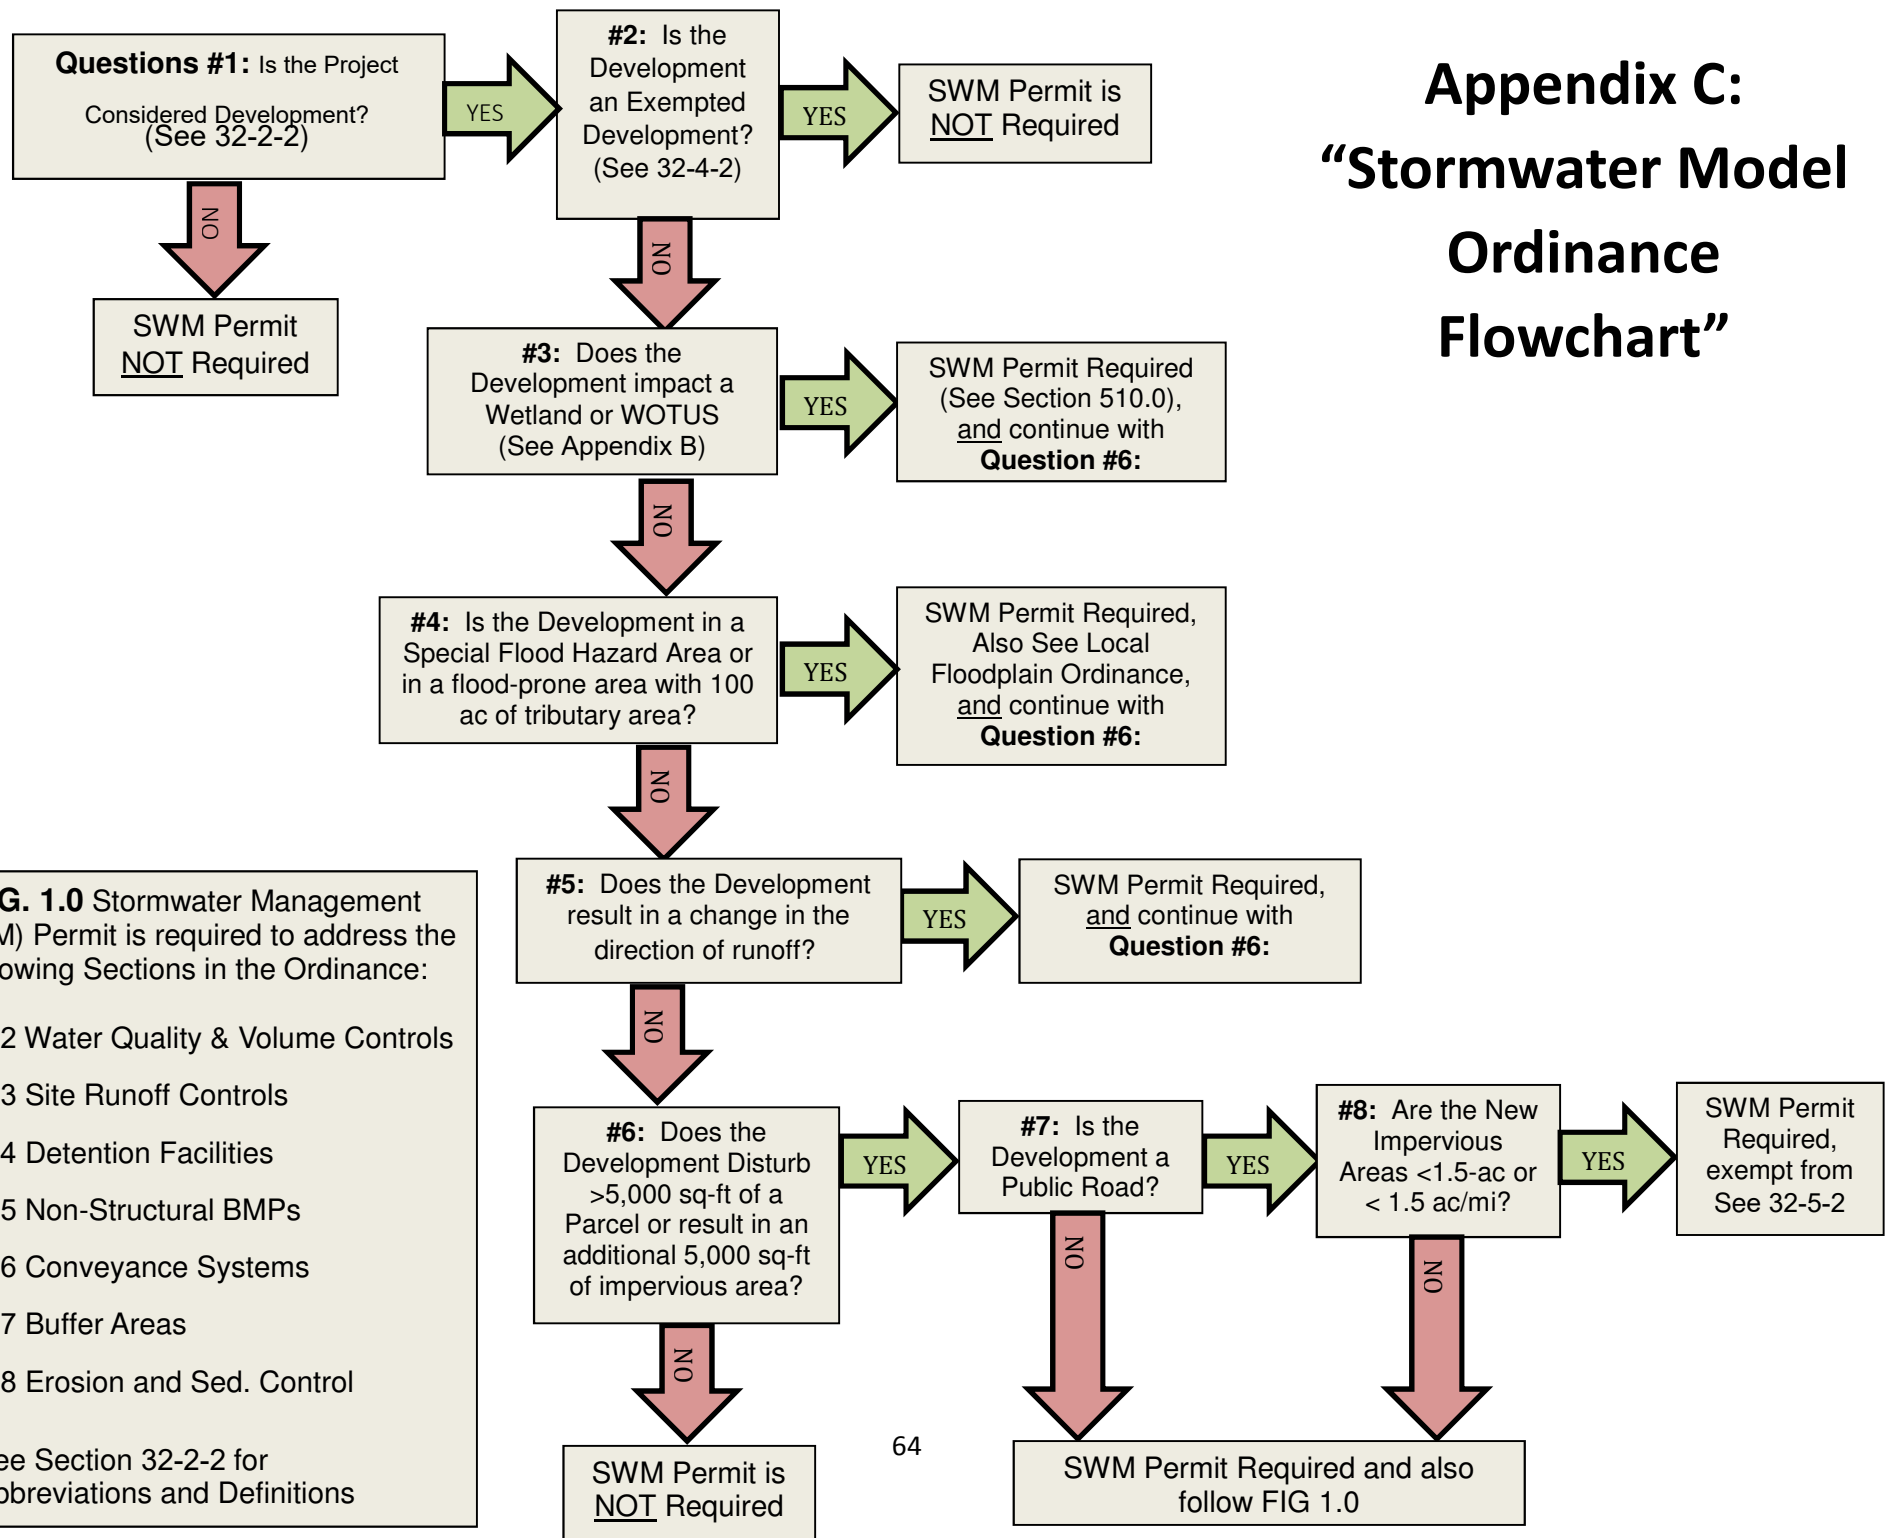 Appendix C:
“Stormwater Model
Ordinance
Flowchart”
Questions #1: Is the Project
Considered Development?
(See 32-2-2)
YES
NO
SWM Permit
NOT Required
#2: Is the
Development
an Exempted
Development?
(See 32-4-2)
YES
SWM Permit is
NOT Required
NO
#3: Does the
Development impact a
Wetland or WOTUS
(See Appendix B)
YES
SWM Permit Required
(See Section 510.0),
and continue with
Question #6:
NO
#4: Is the Development in a
Special Flood Hazard Area or
in a flood-prone area with 100
ac of tributary area?
YES
SWM Permit Required,
Also See Local
Floodplain Ordinance,
and continue with
Question #6:
NO
#5: Does the Development
result in a change in the
direction of runoff?
YES
SWM Permit Required,
and continue with
Question #6:
NO
#6: Does the
Development Disturb
>5,000 sq-ft of a
Parcel or result in an
additional 5,000 sq-ft
of impervious area?
YES
#7: Is the
Development a
Public Road?
YES
#8: Are the New
Impervious
Areas <1.5-ac or
< 1.5 ac/mi?
YES
SWM Permit
Required,
exempt from
See 32-5-2
NO
SWM Permit is
NOT Required
NO
NO
SWM Permit Required and also
follow FIG 1.0
G. 1.0 Stormwater Management
M) Permit is required to address the
owing Sections in the Ordinance:
2 Water Quality & Volume Controls
3 Site Runoff Controls
4 Detention Facilities
5 Non-Structural BMPs
6 Conveyance Systems
7 Buffer Areas
8 Erosion and Sed. Control
ee Section 32-2-2 for
bbreviations and Definitions
64